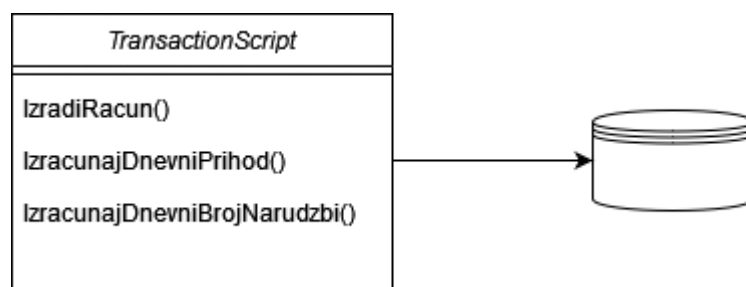 TransactionScript
IzradiRacun()
IzracunajDnevniPrihod()
IzracunajDnevniBrojNarudzbi()